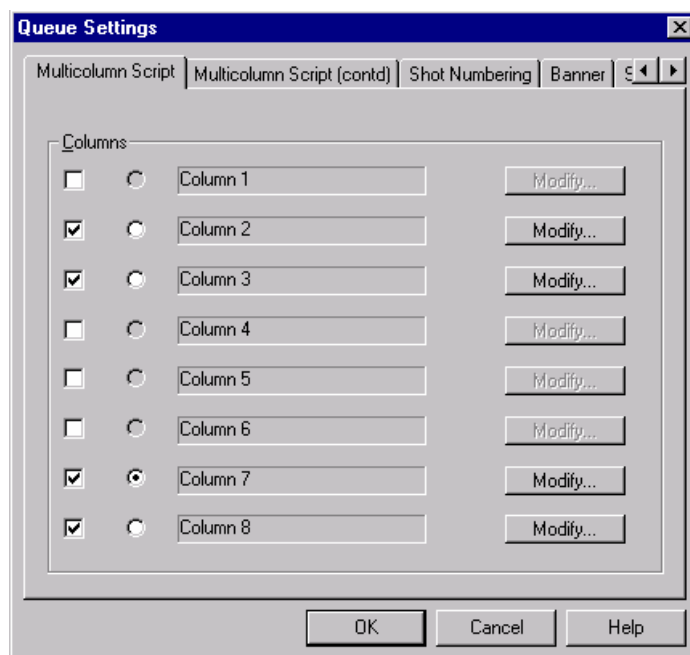 Queue Settings
Multicolumn Script Multicolumn Script (contd) Shot Numbering Banner
Columns
Column 1 Modify...
Column 2 Modify...
Column 3 Modify...
Column 4 Modify...
Column 5 Modify...
Column 6 Modify...
Column 7 Modify...
Column 8 Modify...
OK Cancel Help